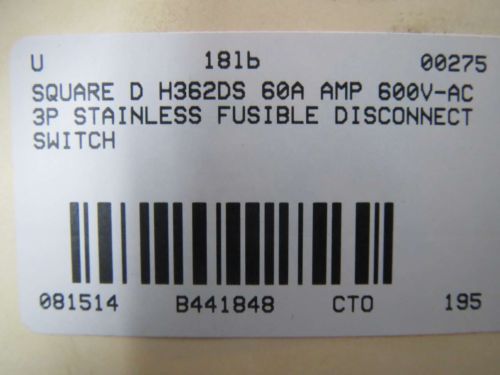 U 18lb 00275
SQUARE D H362DS 60A AMP 600V-AC
3P STAINLESS FUSIBLE DISCONNECT
SWITCH
081514 B441848 CTO 195